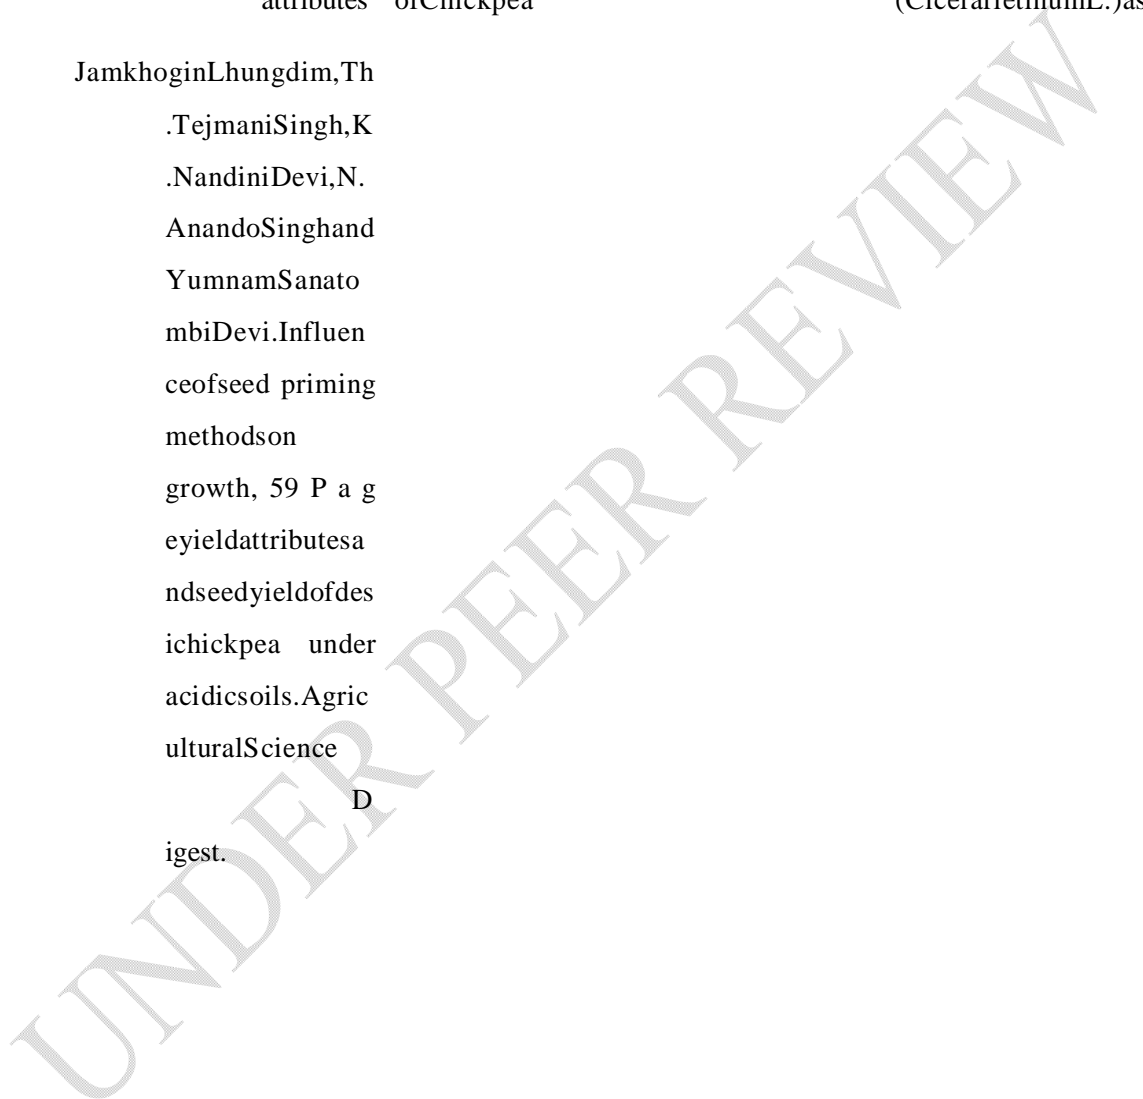 attributes ofChickpea (CicerarietinumL.)as
JamkhoginLhungdim,Th
.TejmaniSingh,K
.NandiniDevi,N.
AnandoSinghand
YumnamSanato
mbiDevi.Influen
ceofseed priming
methodson
growth, 59 P a g
eyieldattributesa
ndseedyieldofdes
ichickpea under
acidicsoils.Agric
ulturalScience
D
igest.
UNDER PEER REVIEW